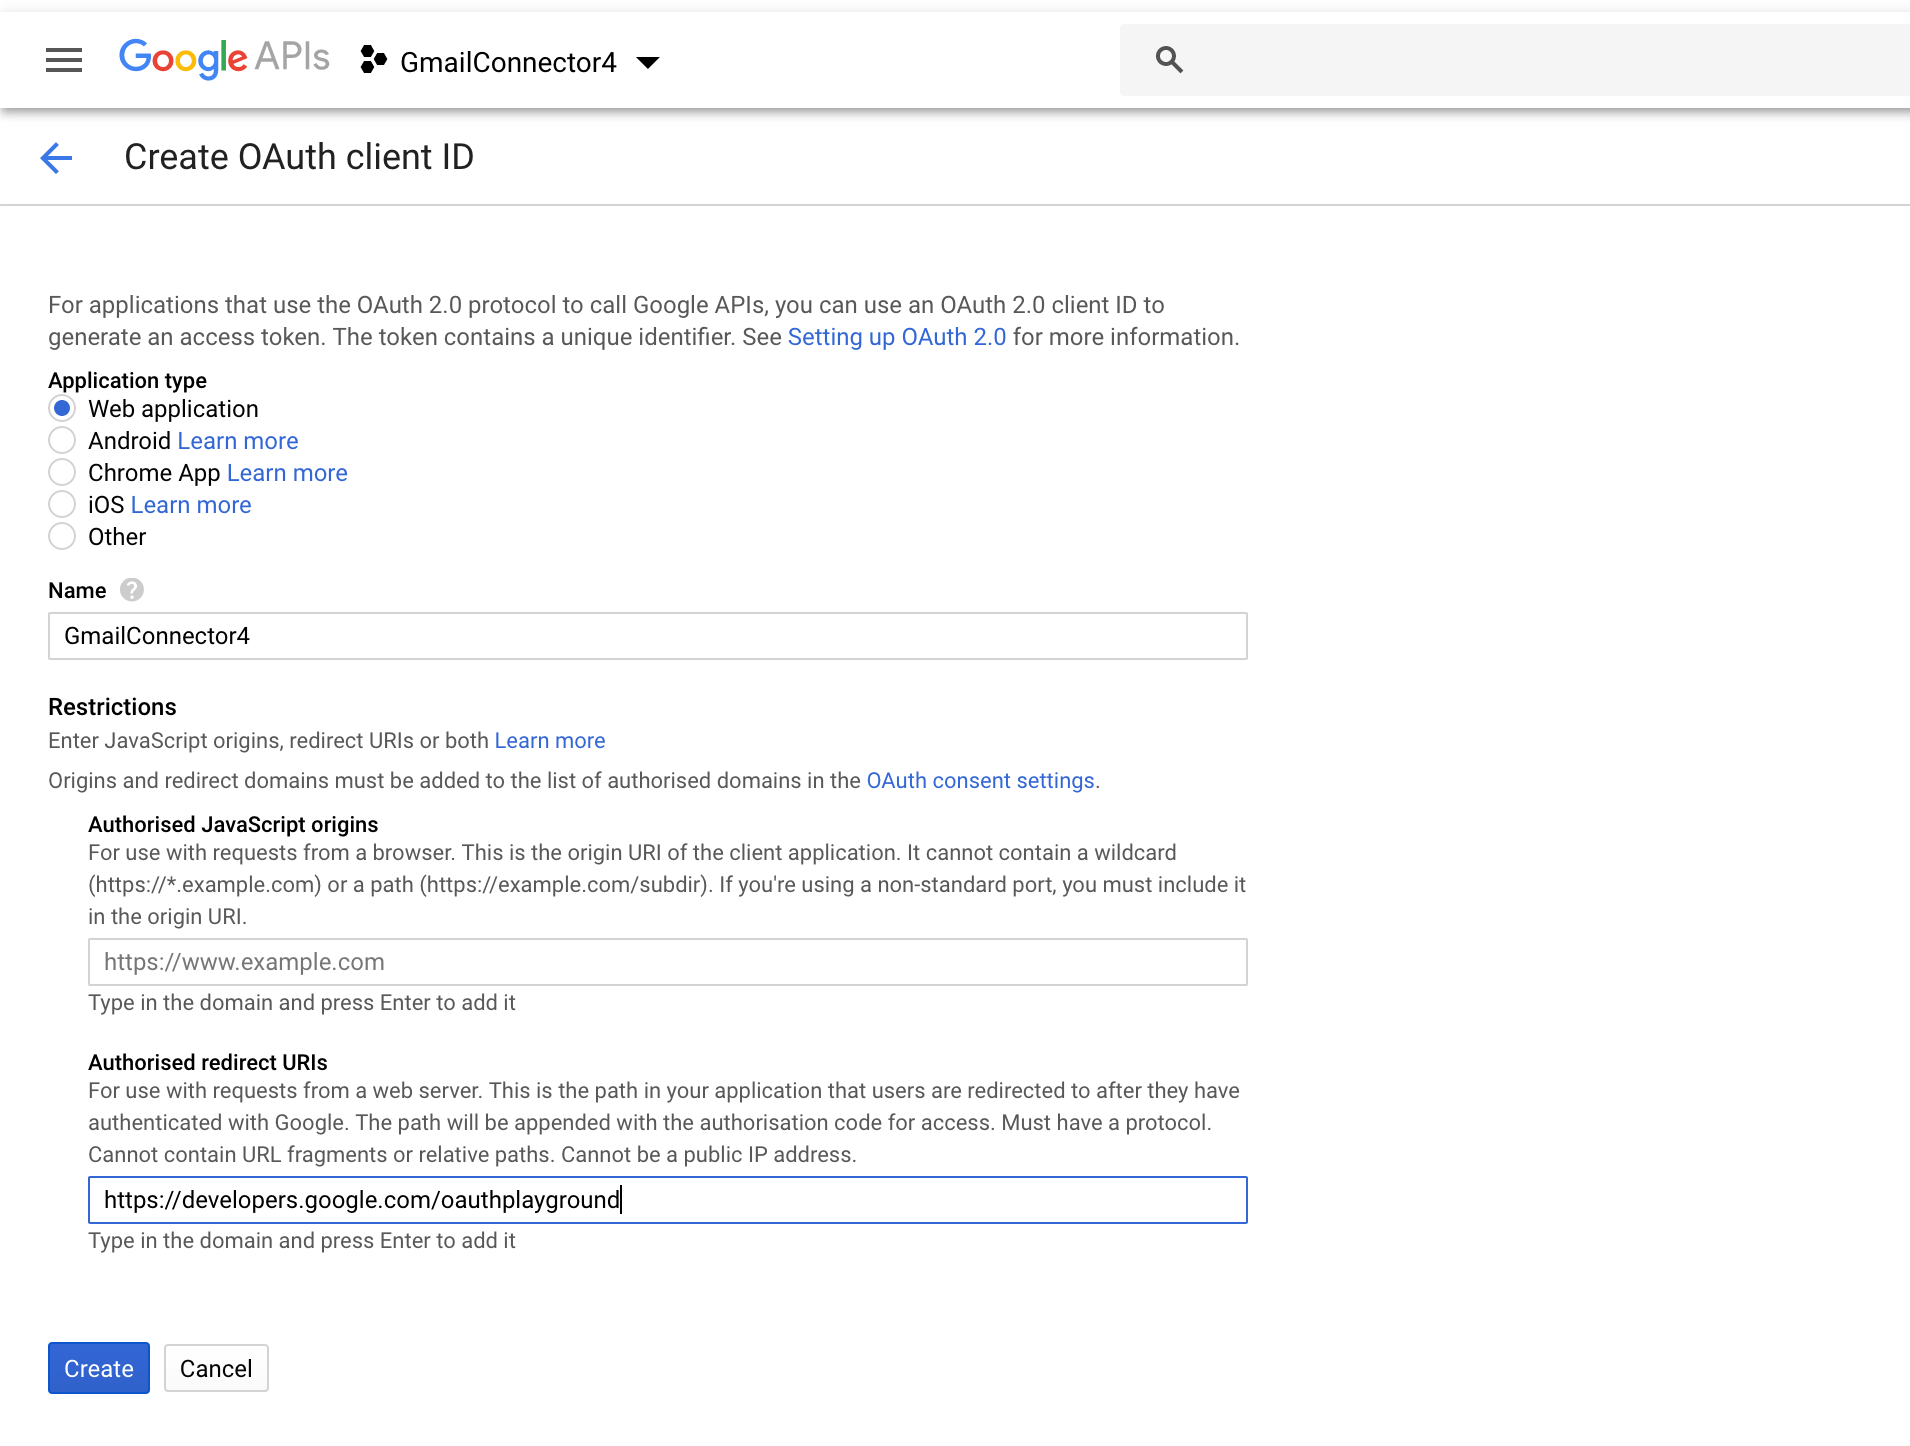 Google APIs GmailConnector4
Create OAuth client ID
For applications that use the OAuth 2.0 protocol to call Google APIs, you can use an OAuth 2.0 client ID to
generate an access token. The token contains a unique identifier. See Setting up OAuth 2.0 for more information.
Application type
Web application
Android Learn more
Chrome App Learn more
iOS Learn more
Other
Name ?
GmailConnector4
Restrictions
Enter JavaScript origins, redirect URIs or both Learn more
Origins and redirect domains must be added to the list of authorised domains in the OAuth consent settings.
Authorised JavaScript origins
For use with requests from a browser. This is the origin URI of the client application. It cannot contain a wildcard
(https://*.example.com) or a path (https://example.com/subdir). If you're using a non-standard port, you must include it
in the origin URI.
https://www.example.com
Type in the domain and press Enter to add it
Authorised redirect URIs
For use with requests from a web server. This is the path in your application that users are redirected to after they have
authenticated with Google. The path will be appended with the authorisation code for access. Must have a protocol.
Cannot contain URL fragments or relative paths. Cannot be a public IP address.
https://developers.google.com/oauthplayground
Type in the domain and press Enter to add it
Create Cancel